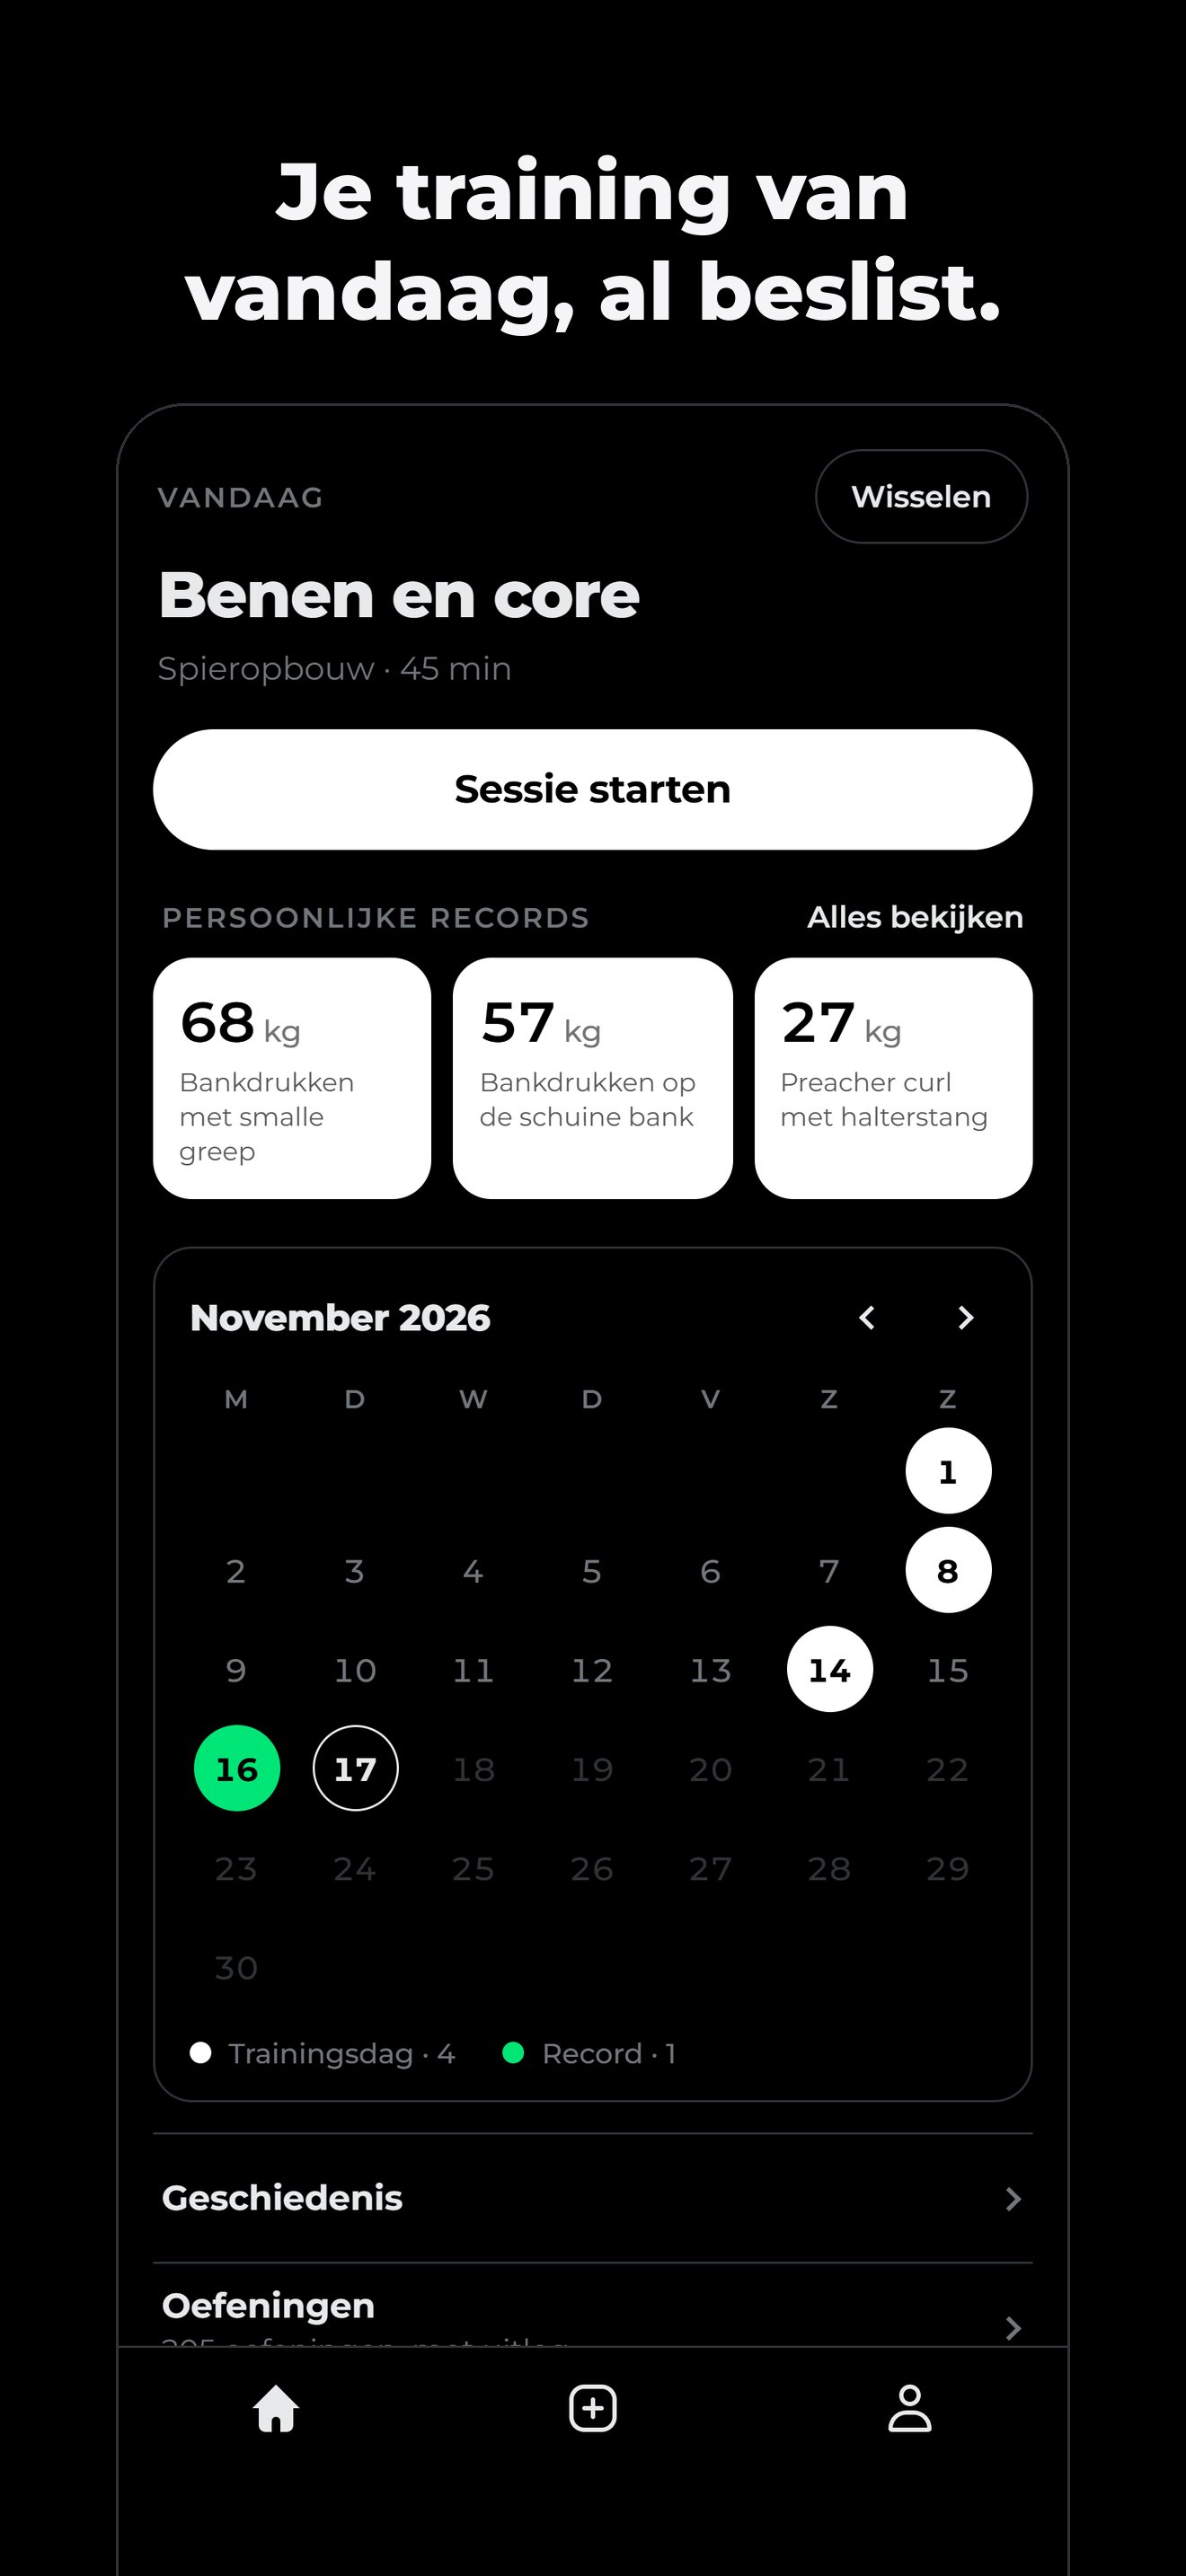 Je training van
vandaag, al beslist.
VANDAAG
Wisselen
Benen en core
Spieropbouw · 45 min
Sessie starten
PERSOONLIJKE RECORDS
Alles bekijken
68 kg
Bankdrukken
met smalle
greep
57 kg
Bankdrukken op
de schuine bank
27 kg
Preacher curl
met halterstang
November 2026
M D W D V Z Z
1
2 3 4 5 6 7 8
9 10 11 12 13 14 15
16 17 18 19 20 21 22
23 24 25 26 27 28 29
30
Trainingsdag · 4
Record · 1
Geschiedenis
Oefeningen